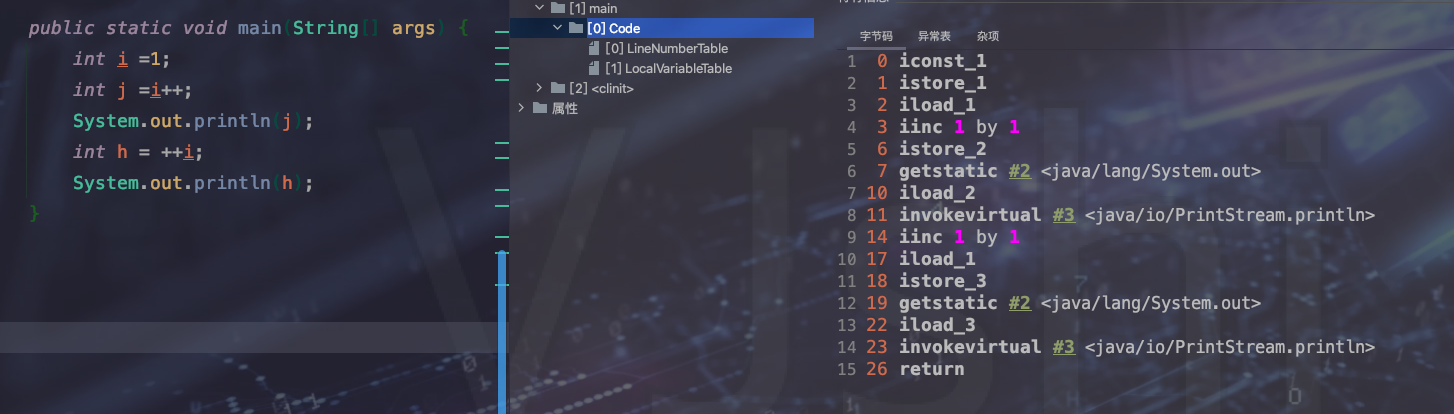 public static void main(String[] args) {
int i =1;
int j =i++;
System.out.println(j);
int h = ++i;
System.out.println(h);
}
[1] main
[0] Code
[0] LineNumberTable
[1] LocalVariableTable
[2] <clinit>
属性
字节码 异常表 杂项
1 0 iconst_1
2 1 istore_1
3 2 iload_1
4 3 iinc 1 by 1
5 6 istore_2
6 7 getstatic #2 <java/lang/System.out>
7 10 iload_2
8 11 invokevirtual #3 <java/io/PrintStream.println>
9 14 iinc 1 by 1
10 17 iload_1
11 18 istore_3
12 19 getstatic #2 <java/lang/System.out>
13 22 iload_3
14 23 invokevirtual #3 <java/io/PrintStream.println>
15 26 return